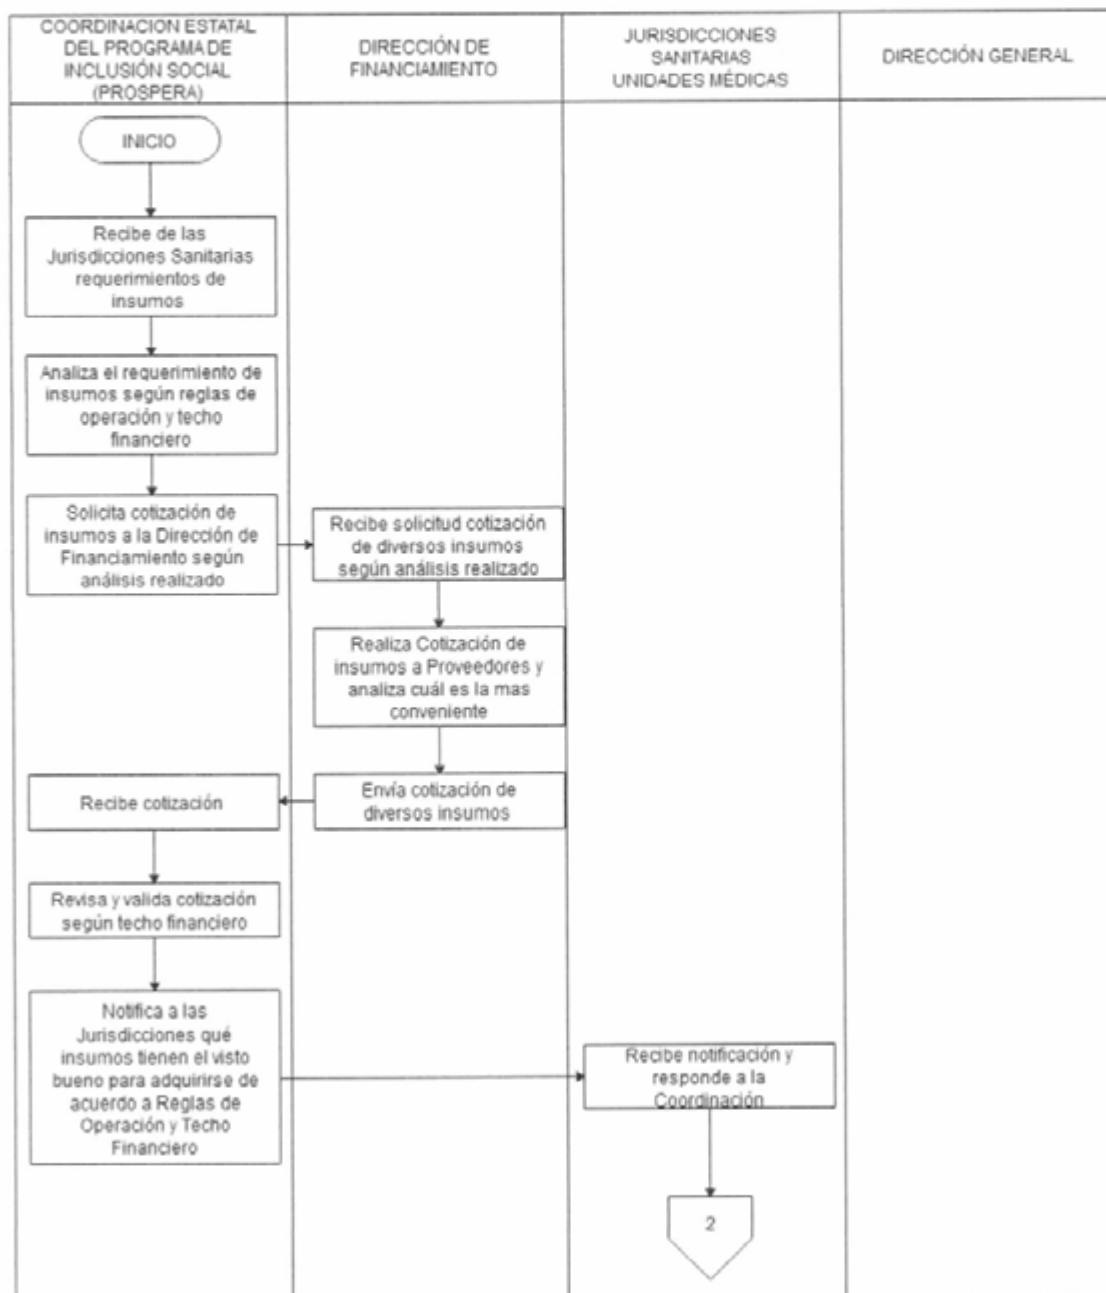 COORDINACION ESTATAL
DEL PROGRAMA DE
INCLUSIÓN SOCIAL
(PROSPERA)
DIRECCIÓN DE
FINANCIAMIENTO
JURISDICCIONES
SANITARIAS
UNIDADES MÉDICAS
DIRECCIÓN GENERAL
INICIO
Recibe de las
Jurisdicciones Sanitarias
requerimientos de
insumos
Analiza el requerimiento de
insumos según reglas de
operación y techo
financiero
Solicita cotización de
insumos a la Dirección de
Financiamiento según
análisis realizado
Recibe solicitud cotización
de diversos insumos
según análisis realizado
Realiza Cotización de
insumos a Proveedores y
analiza cuál es la mas
conveniente
Envía cotización de
diversos insumos
Recibe cotización
Revisa y valida cotización
según techo financiero
Notifica a las
Jurisdicciones qué
insumos tienen el visto
bueno para adquirirse de
acuerdo a Reglas de
Operación y Techo
Financiero
Recibe notificación y
responde a la
Coordinación
2